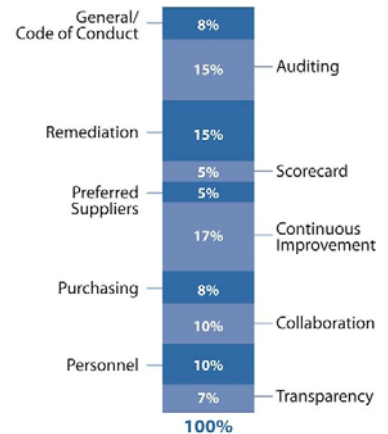 General/
Code of Conduct
8%
15%
Auditing
Remediation
15%
5%
Scorecard
Preferred
Suppliers
5%
17%
Continuous
Improvement
Purchasing
8%
10%
Collaboration
Personnel
10%
7%
Transparency
100%